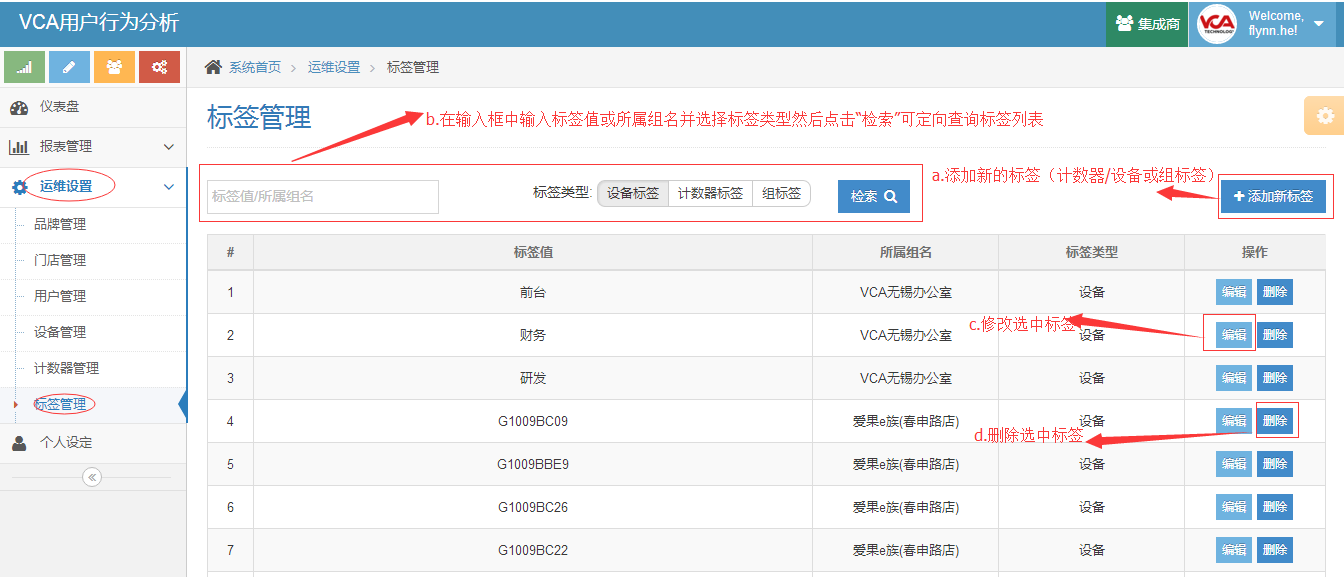 VCA用户行为分析
集成商
VCA
TECHNOLOGY
Welcome,
flynn.he!
系统首页 > 运维设置 > 标签管理
仪表盘
报表管理
运维设置
品牌管理
门店管理
用户管理
设备管理
计数器管理
标签管理
个人设定
标签管理
b.在输入框中输入标签值或所属组名并选择标签类型然后点击“检索”可定向查询标签列表
a.添加新的标签（计数器/设备或组标签）
标签值/所属组名 标签类型: 设备标签 计数器标签 组标签 检索 添加新标签
# 标签值 所属组名 标签类型 操作
1 前台 VCA无锡办公室 设备 编辑 删除
c.修改选中标签
2 财务 VCA无锡办公室 设备 编辑 删除
3 研发 VCA无锡办公室 设备 编辑 删除
4 G1009BC09 爱果e族(春申路店) 设备 编辑 删除
d.删除选中标签
5 G1009BBE9 爱果e族(春申路店) 设备 编辑 删除
6 G1009BC26 爱果e族(春申路店) 设备 编辑 删除
7 G1009BC22 爱果e族(春申路店) 设备 编辑 删除